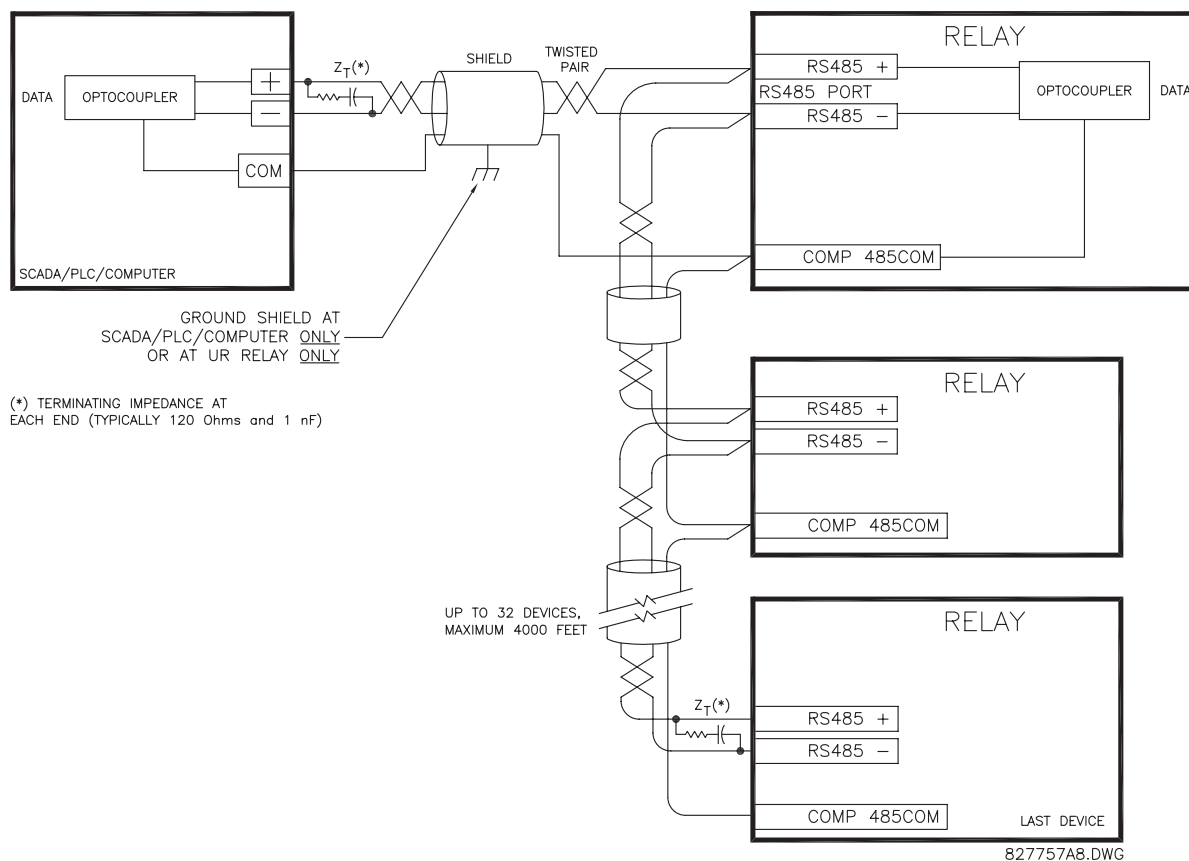 Z_T(*)
SHIELD
TWISTED
PAIR
DATA
OPTOCOUPLER
+
−
COM
SCADA/PLC/COMPUTER
RELAY
RS485 +
RS485 PORT
RS485 −
OPTOCOUPLER
DATA
COMP 485COM
GROUND SHIELD AT
SCADA/PLC/COMPUTER ONLY
OR AT UR RELAY ONLY
(*) TERMINATING IMPEDANCE AT
EACH END (TYPICALLY 120 Ohms and 1 nF)
RELAY
RS485 +
RS485 −
COMP 485COM
UP TO 32 DEVICES,
MAXIMUM 4000 FEET
RELAY
Z_T(*)
RS485 +
RS485 −
COMP 485COM
LAST DEVICE
827757A8.DWG